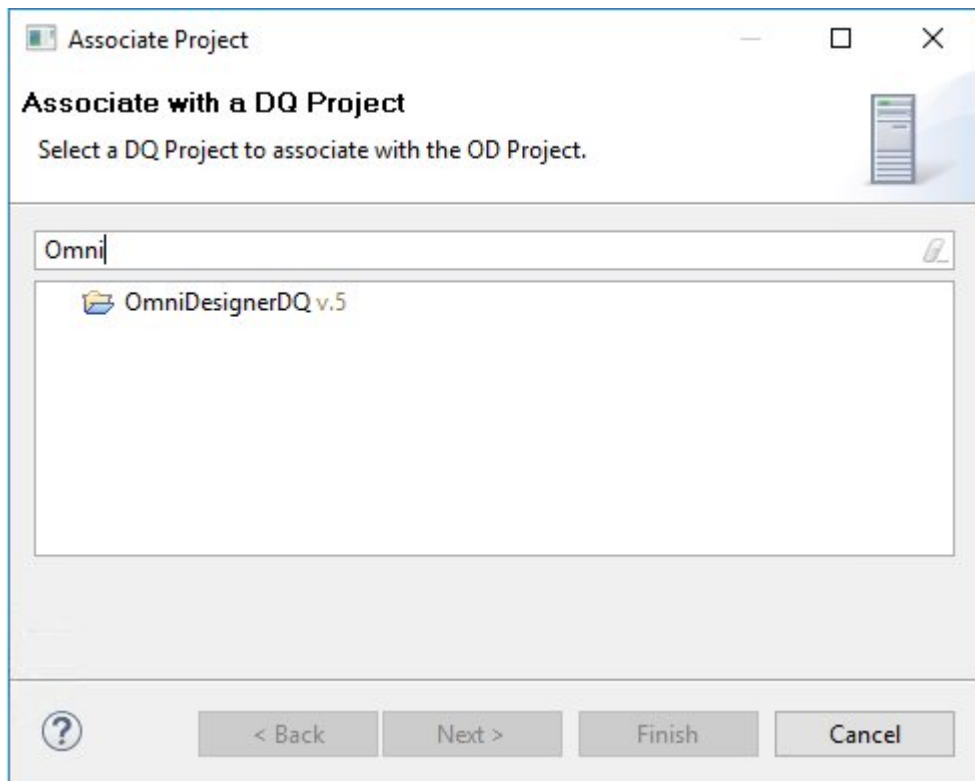 Associate Project
Associate with a DQ Project
Select a DQ Project to associate with the OD Project.
Omni
OmniDesignerDQ v.5
?
< Back Next > Finish Cancel